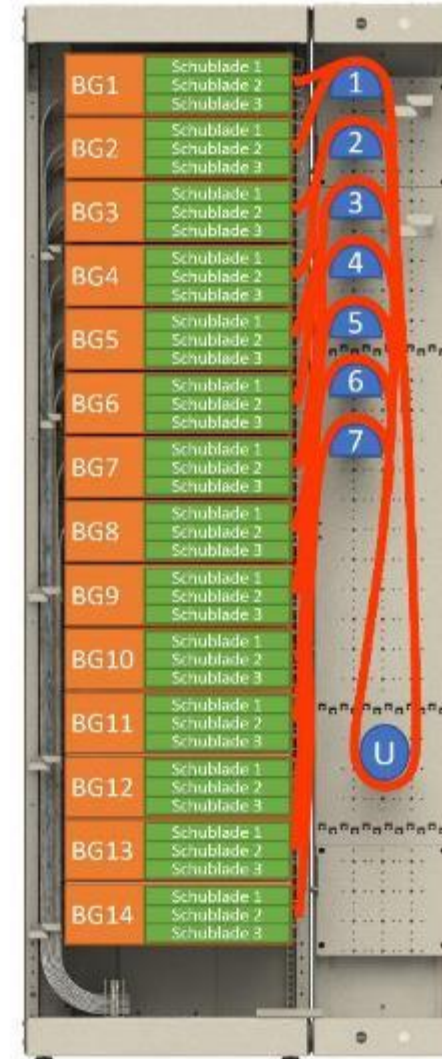 BG1
Schublade 1
Schublade 2
Schublade 3
BG2
Schublade 1
Schublade 2
Schublade 3
BG3
Schublade 1
Schublade 2
Schublade 3
BG4
Schublade 1
Schublade 2
Schublade 3
BG5
Schublade 1
Schublade 2
Schublade 3
BG6
Schublade 1
Schublade 2
Schublade 3
BG7
Schublade 1
Schublade 2
Schublade 3
BG8
Schublade 1
Schublade 2
Schublade 3
BG9
Schublade 1
Schublade 2
Schublade 3
BG10
Schublade 1
Schublade 2
Schublade 3
BG11
Schublade 1
Schublade 2
Schublade 3
BG12
Schublade 1
Schublade 2
Schublade 3
BG13
Schublade 1
Schublade 2
Schublade 3
BG14
Schublade 1
Schublade 2
Schublade 3
1
2
3
4
5
6
7
U